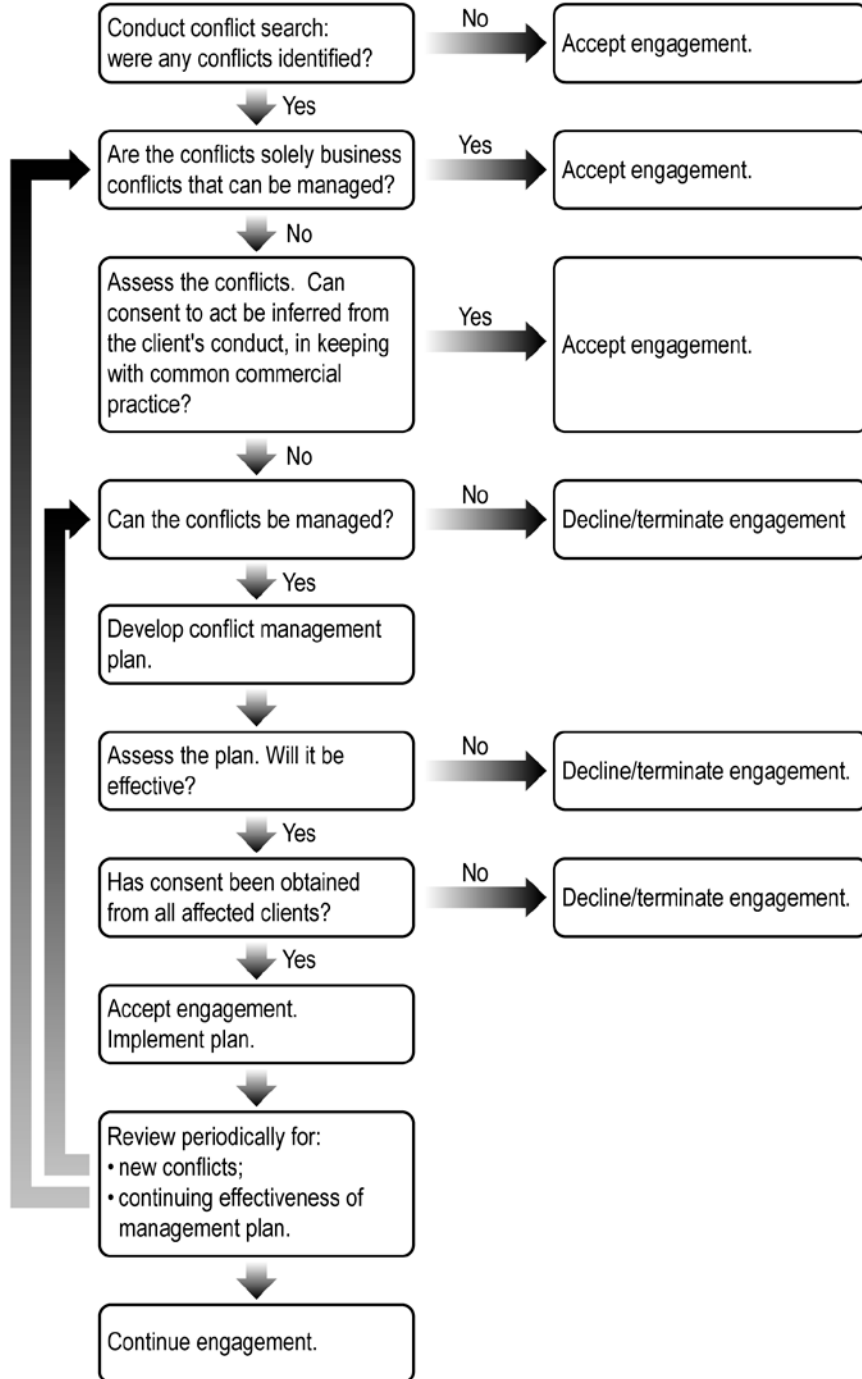 Conduct conflict search:
were any conflicts identified?
No
Accept engagement.
Yes
Are the conflicts solely business
conflicts that can be managed?
Yes
Accept engagement.
No
Assess the conflicts.  Can
consent to act be inferred from
the client's conduct, in keeping
with common commercial
practice?
Yes
Accept engagement.
No
Can the conflicts be managed?
No
Decline/terminate engagement
Yes
Develop conflict management
plan.
Assess the plan. Will it be
effective?
No
Decline/terminate engagement.
Yes
Has consent been obtained
from all affected clients?
No
Decline/terminate engagement.
Yes
Accept engagement.
Implement plan.
Review periodically for:
• new conflicts;
• continuing effectiveness of
management plan.
Continue engagement.